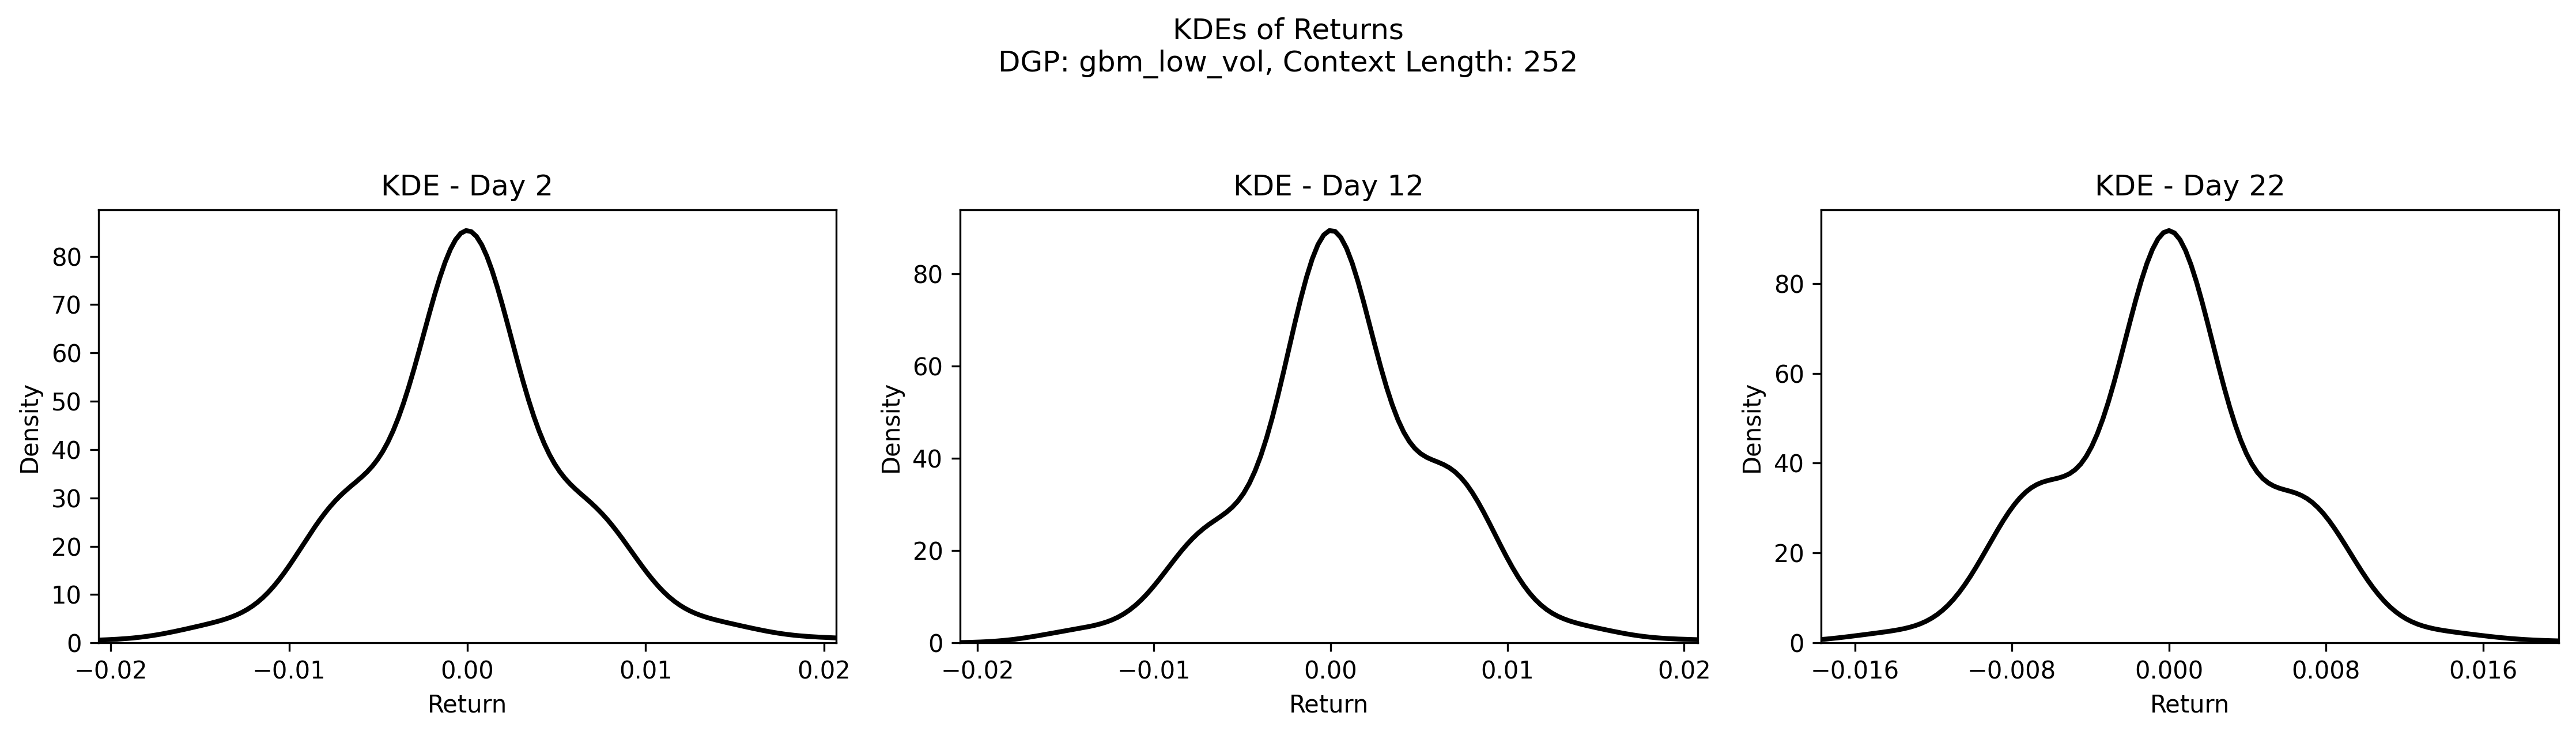 KDEs of Returns
DGP: gbm_low_vol, Context Length: 252
KDE - Day 2
80
70
60
50
40
30
20
10
0
Density
−0.02 −0.01 0.00 0.01 0.02
Return
KDE - Day 12
80
60
40
20
0
Density
−0.02 −0.01 0.00 0.01 0.02
Return
KDE - Day 22
80
60
40
20
0
Density
−0.016 −0.008 0.000 0.008 0.016
Return